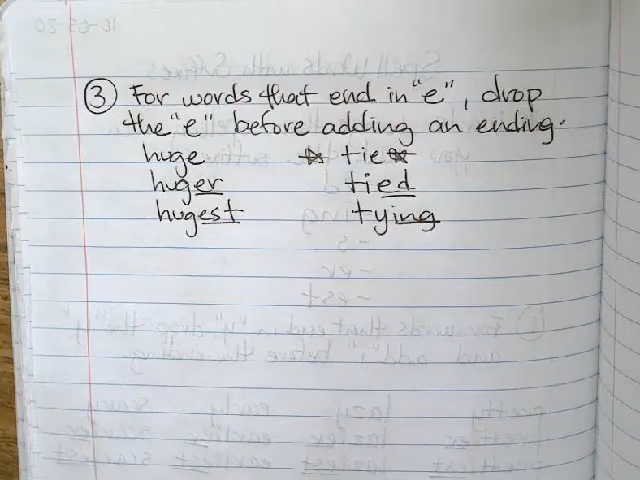 ③ For words that end in "e", drop
the "e" before adding an ending.
huge ☆ tie ☆
huger tied
hugest tying